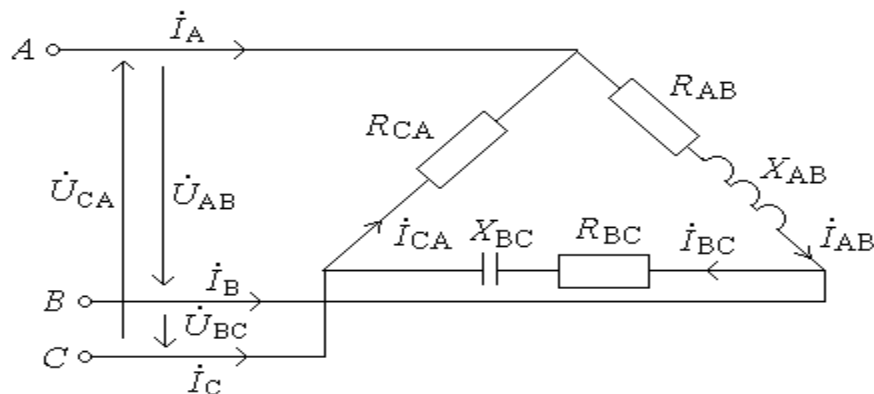 İ_A
A
R_AB
R_CA
X_AB
U̇_CA
U̇_AB
İ_CA X_BC R_BC İ_BC İ_AB
İ_B
B
U̇_BC
C
İ_C